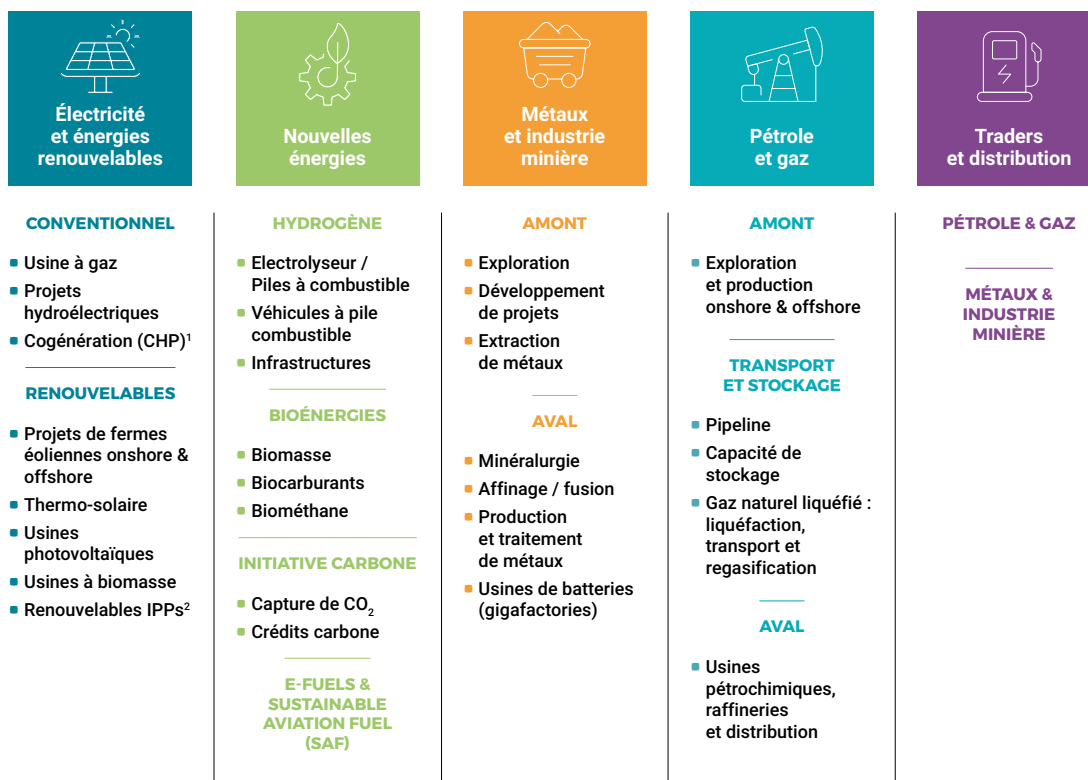 Électricité
et énergies
renouvelables
CONVENTIONNEL
Usine à gaz
Projets
hydroélectriques
Cogénération (CHP)¹
RENOUVELABLES
Projets de fermes
éoliennes onshore &
offshore
Thermo-solaire
Usines
photovoltaïques
Usines à biomasse
Renouvelables IPPs²
Nouvelles
énergies
HYDROGÈNE
Electrolyseur /
Piles à combustible
Véhicules à pile
combustible
Infrastructures
BIOÉNERGIES
Biomasse
Biocarburants
Biométhane
INITIATIVE CARBONE
Capture de CO₂
Crédits carbone
E-FUELS &
SUSTAINABLE
AVIATION FUEL
(SAF)
Métaux
et industrie
minière
AMONT
Exploration
Développement
de projets
Extraction
de métaux
AVAL
Minéralurgie
Affinage / fusion
Production
et traitement
de métaux
Usines de batteries
(gigafactories)
Pétrole
et gaz
AMONT
Exploration
et production
onshore & offshore
TRANSPORT
ET STOCKAGE
Pipeline
Capacité de
stockage
Gaz naturel liquéfié :
liquéfaction,
transport et
regasification
AVAL
Usines
pétrochimiques,
raffineries
et distribution
Traders
et distribution
PÉTROLE & GAZ
MÉTAUX &
INDUSTRIE
MINIÈRE